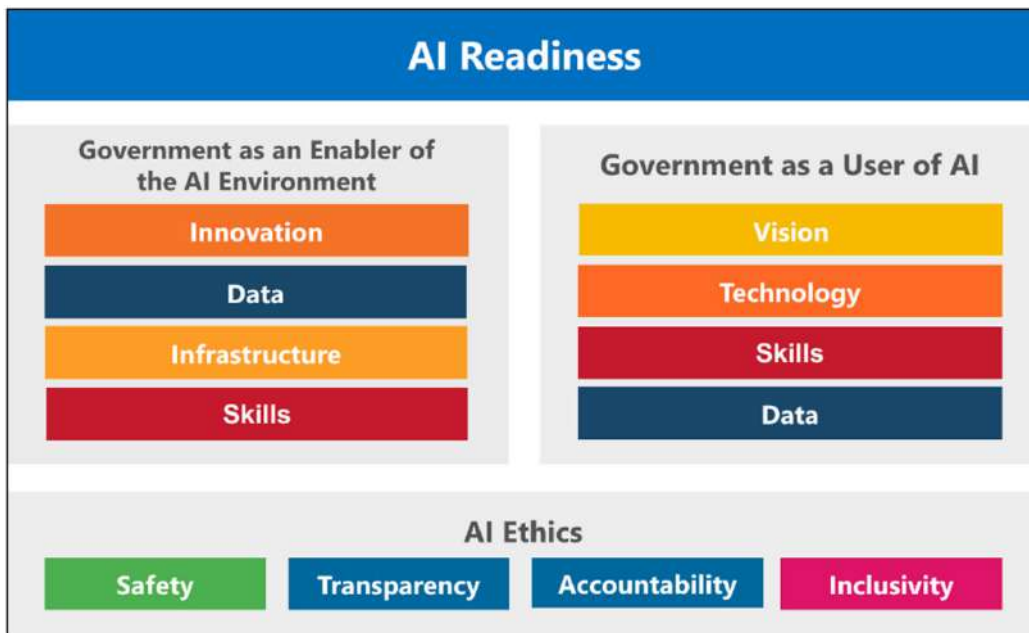 AI Readiness
Government as an Enabler of
the AI Environment
Innovation
Data
Infrastructure
Skills
Government as a User of AI
Vision
Technology
Skills
Data
AI Ethics
Safety
Transparency
Accountability
Inclusivity